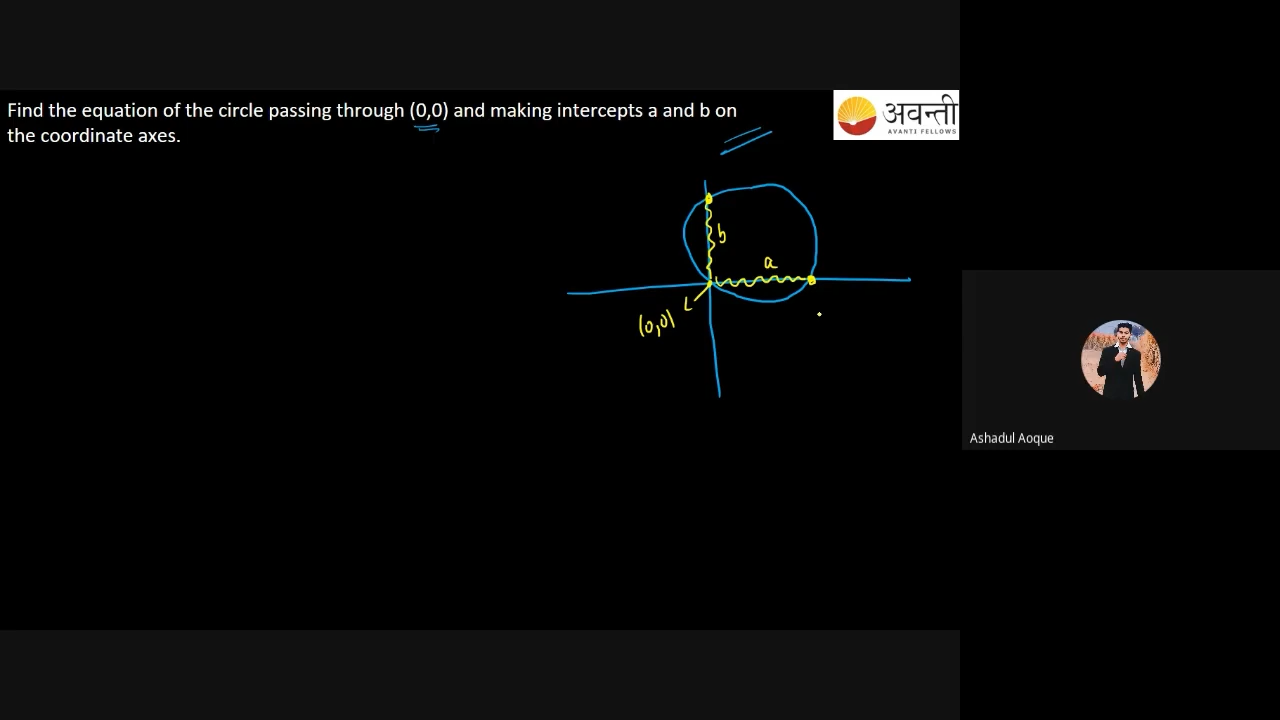 Find the equation of the circle passing through (0,0) and making intercepts a and b on
the coordinate axes.
अवन्ती
AVANTI FELLOWS
b
a
(0,0)
Ashadul Aoque